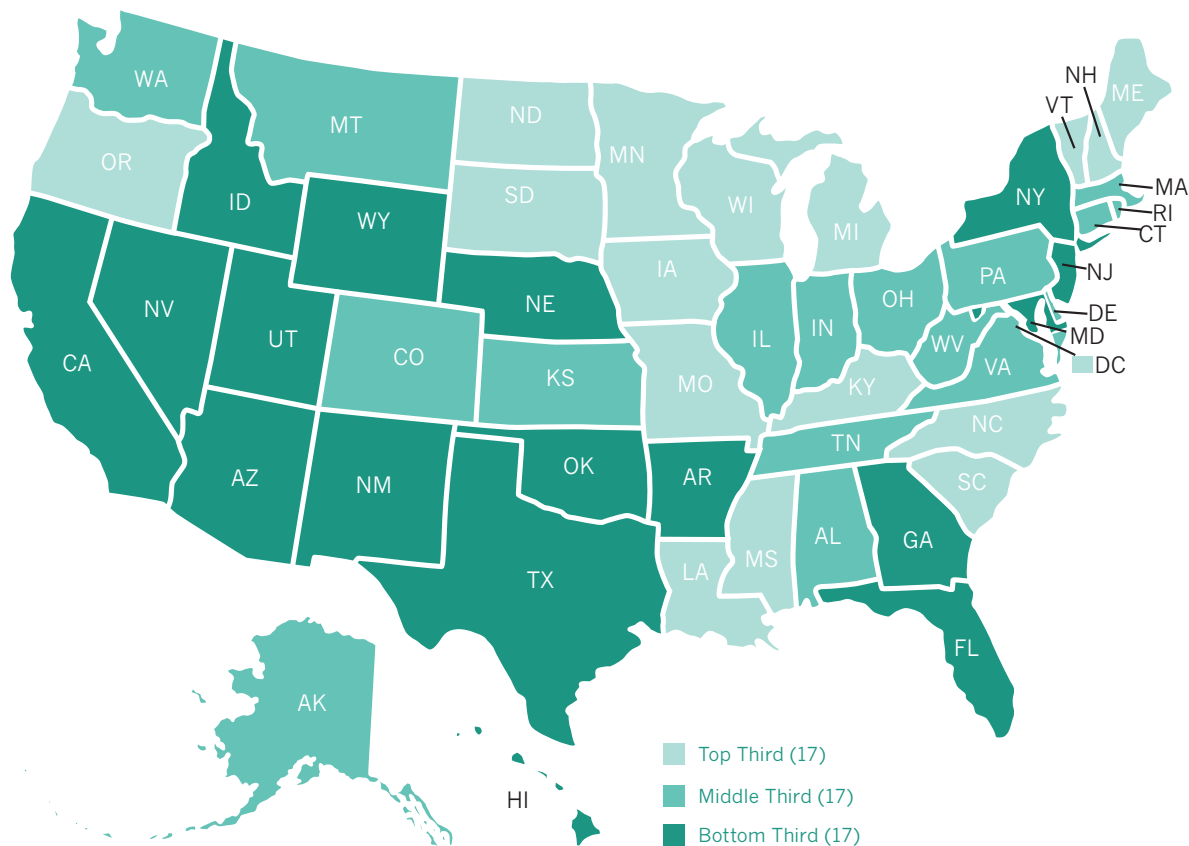 WA
MT
ND
MN
VT
NH
ME
OR
ID
WY
SD
WI
MI
NY
MA
RI
CT
NV
UT
CO
NE
IA
IL
IN
OH
PA
NJ
DE
MD
DC
CA
KS
MO
KY
WV
VA
AZ
NM
OK
AR
TN
NC
SC
TX
LA
MS
AL
GA
FL
AK
HI
Top Third (17)
Middle Third (17)
Bottom Third (17)